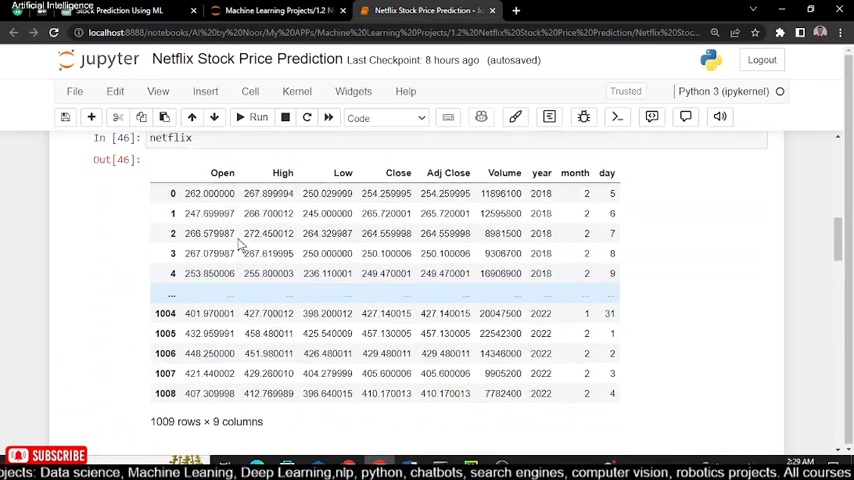 Artificial Intelligence
Stock Prediction Using ML
Machine Learning Projects/1.2 N
Netflix Stock Price Prediction - Ju
localhost:8888/notebooks/AI%20by%20Noor/My%20APPs/Machine%20Learning%20Projects/1.2%20Netflix%20Stock%20Price%20Prediction/Netflix%20Stoc...
jupyter Netflix Stock Price Prediction Last Checkpoint: 8 hours ago (autosaved)
Logout
File Edit View Insert Cell Kernel Widgets Help
Trusted
Python 3 (ipykernel)
Run
Code
In [46]: netflix
Out[46]:
Open High Low Close Adj Close Volume year month day
0 262.000000 267.899994 250.029999 254.259995 254.259995 11896100 2018 2 5
1 247.699997 266.700012 245.000000 265.720001 265.720001 12595800 2018 2 6
2 266.579987 272.450012 264.329987 264.559998 264.559998 8981500 2018 2 7
3 267.079987 267.619995 250.000000 250.100006 250.100006 9306700 2018 2 8
4 253.850006 255.800003 236.110001 249.470001 249.470001 16906900 2018 2 9
... ... ... ... ... ... ... ... ... ...
1004 401.970001 427.700012 398.200012 427.140015 427.140015 20047500 2022 1 31
1005 432.959991 458.480011 425.540009 457.130005 457.130005 22542300 2022 2 1
1006 448.250000 451.980011 426.480011 429.480011 429.480011 14346000 2022 2 2
1007 421.440002 429.260010 404.279999 405.600006 405.600006 9905200 2022 2 3
1008 407.309998 412.769989 396.640015 410.170013 410.170013 7782400 2022 2 4
1009 rows × 9 columns
SUBSCRIBE
2:29 AM
ojects: Data science, Machine Learning, Deep Learning,nlp, python, chatbots, search engines, computer vision, robotics projects. All courses